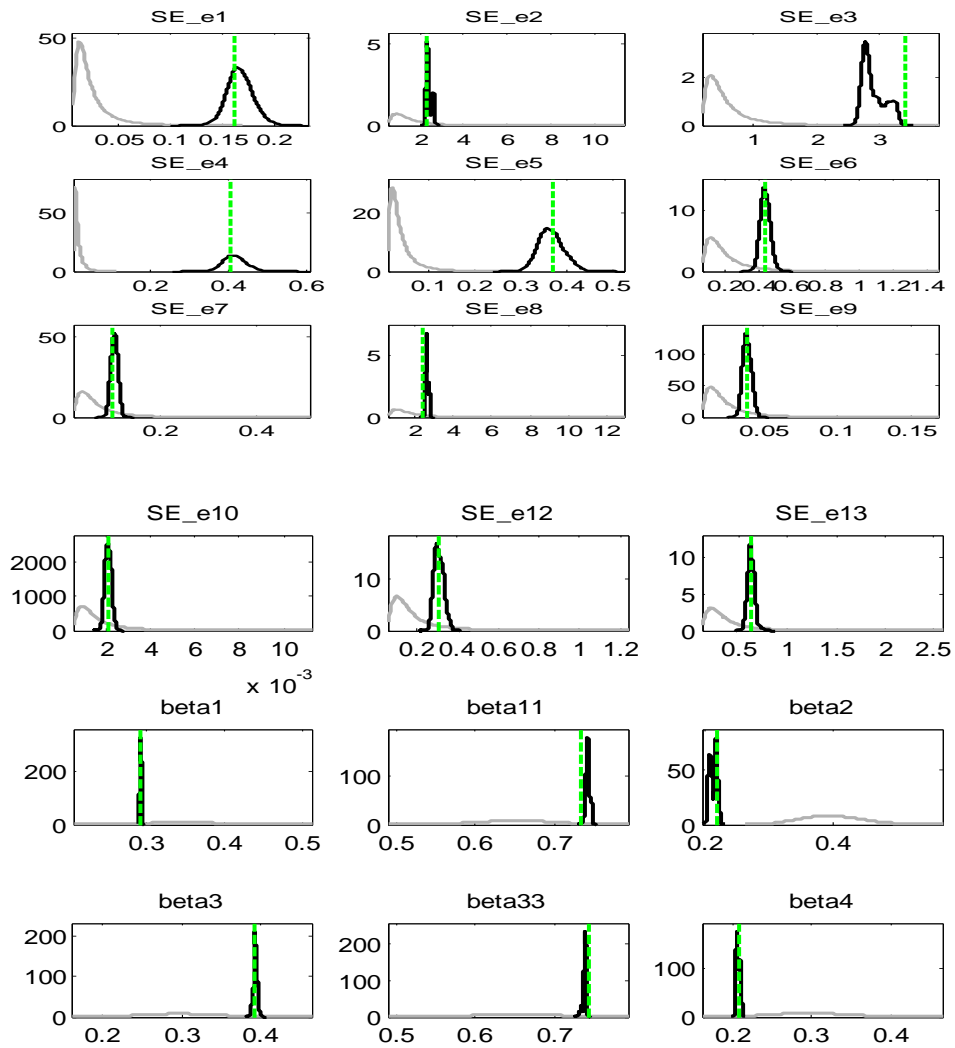 SE_e1 SE_e2 SE_e3
50 5 2
0 0 0
0.05 0.1 0.15 0.2 2 4 6 8 10 1 2 3
SE_e4 SE_e5 SE_e6
50 20 10
0 0 0
0.2 0.4 0.6 0.1 0.2 0.3 0.4 0.5 0.2 0.4 0.6 0.8 1 1.2 1.4
SE_e7 SE_e8 SE_e9
50 5 100
50
0 0 0
0.2 0.4 2 4 6 8 10 12 0.05 0.1 0.15
SE_e10 SE_e12 SE_e13
2000 10 10
1000 5
0 0 0
2 4 6 8 10 0.2 0.4 0.6 0.8 1 1.2 0.5 1 1.5 2 2.5
x 10-3
beta1 beta11 beta2
200 100 50
0 0 0
0.3 0.4 0.5 0.5 0.6 0.7 0.2 0.4
beta3 beta33 beta4
200 200 100
100 100
0 0 0
0.2 0.3 0.4 0.5 0.6 0.7 0.2 0.3 0.4